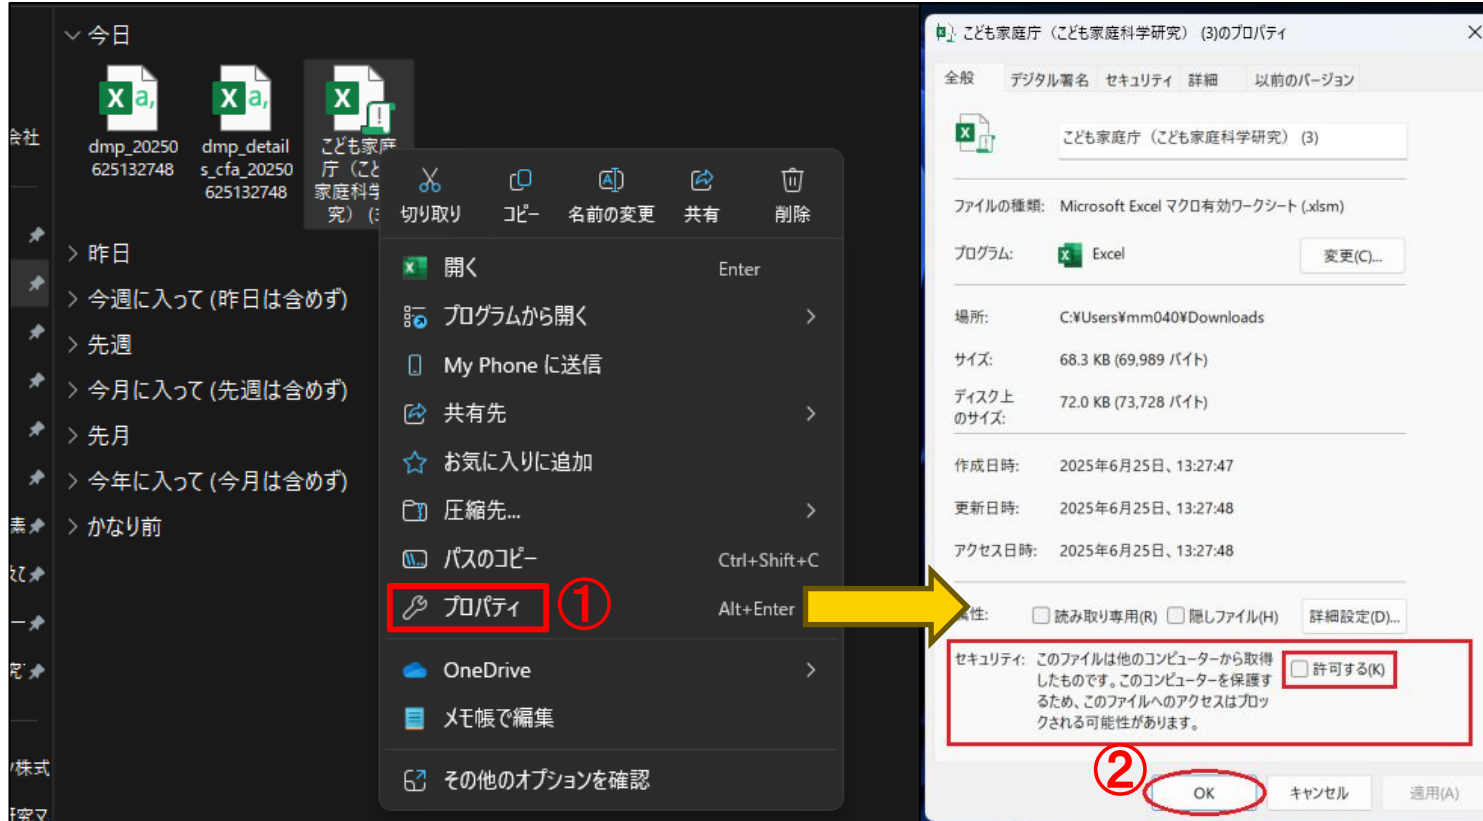 今日
dmp_20250
625132748
dmp_detail
s_cfa_20250
625132748
こども家庭
庁（こど
家庭科学
究） (3
会社
昨日
今週に入って (昨日は含めず)
先週
今月に入って (先週は含めず)
先月
今年に入って (今月は含めず)
かなり前
素
株式
切り取り
コピー
名前の変更
共有
削除
開く Enter
プログラムから開く
My Phone に送信
共有先
お気に入りに追加
圧縮先...
パスのコピー Ctrl+Shift+C
プロパティ ① Alt+Enter
OneDrive
メモ帳で編集
その他のオプションを確認
こども家庭庁（こども家庭科学研究） (3)のプロパティ
全般 デジタル署名 セキュリティ 詳細 以前のバージョン
こども家庭庁（こども家庭科学研究） (3)
ファイルの種類: Microsoft Excel マクロ有効ワークシート (.xlsm)
プログラム: Excel 変更(C)...
場所: C:¥Users¥mm040¥Downloads
サイズ: 68.3 KB (69,989 バイト)
ディスク上
のサイズ:
72.0 KB (73,728 バイト)
作成日時: 2025年6月25日、13:27:47
更新日時: 2025年6月25日、13:27:48
アクセス日時: 2025年6月25日、13:27:48
性: 読み取り専用(R) 隠しファイル(H) 詳細設定(D)...
セキュリティ: このファイルは他のコンピューターから取得
したものです。このコンピューターを保護す
るため、このファイルへのアクセスはブロッ
クされる可能性があります。
許可する(K)
②
OK キャンセル 適用(A)